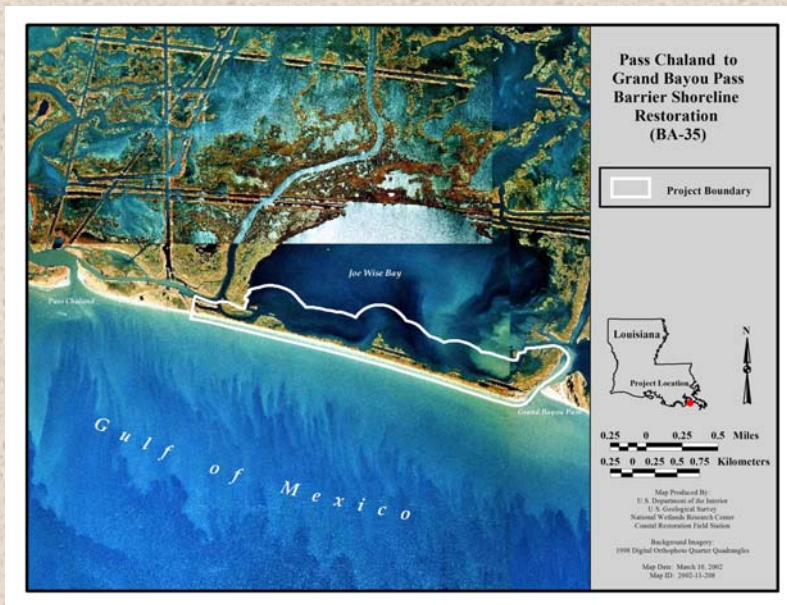 Pass Chaland to
Grand Bayou Pass
Barrier Shoreline
Restoration
(BA-35)
Project Boundary
Joe Wise Bay
Pass Chaland
Grand Bayou Pass
Gulf of Mexico
Louisiana
Project Location
N
0.25 0 0.25 0.5 Miles
0.25 0 0.25 0.5 0.75 Kilometers
Map Produced By:
U.S. Department of the Interior
U.S. Geological Survey
National Wetlands Research Center
Coastal Restoration Field Station
Background Imagery:
1998 Digital Orthophoto Quarter Quadrangles
Map Date: March 10, 2002
Map ID: 2002-11-208